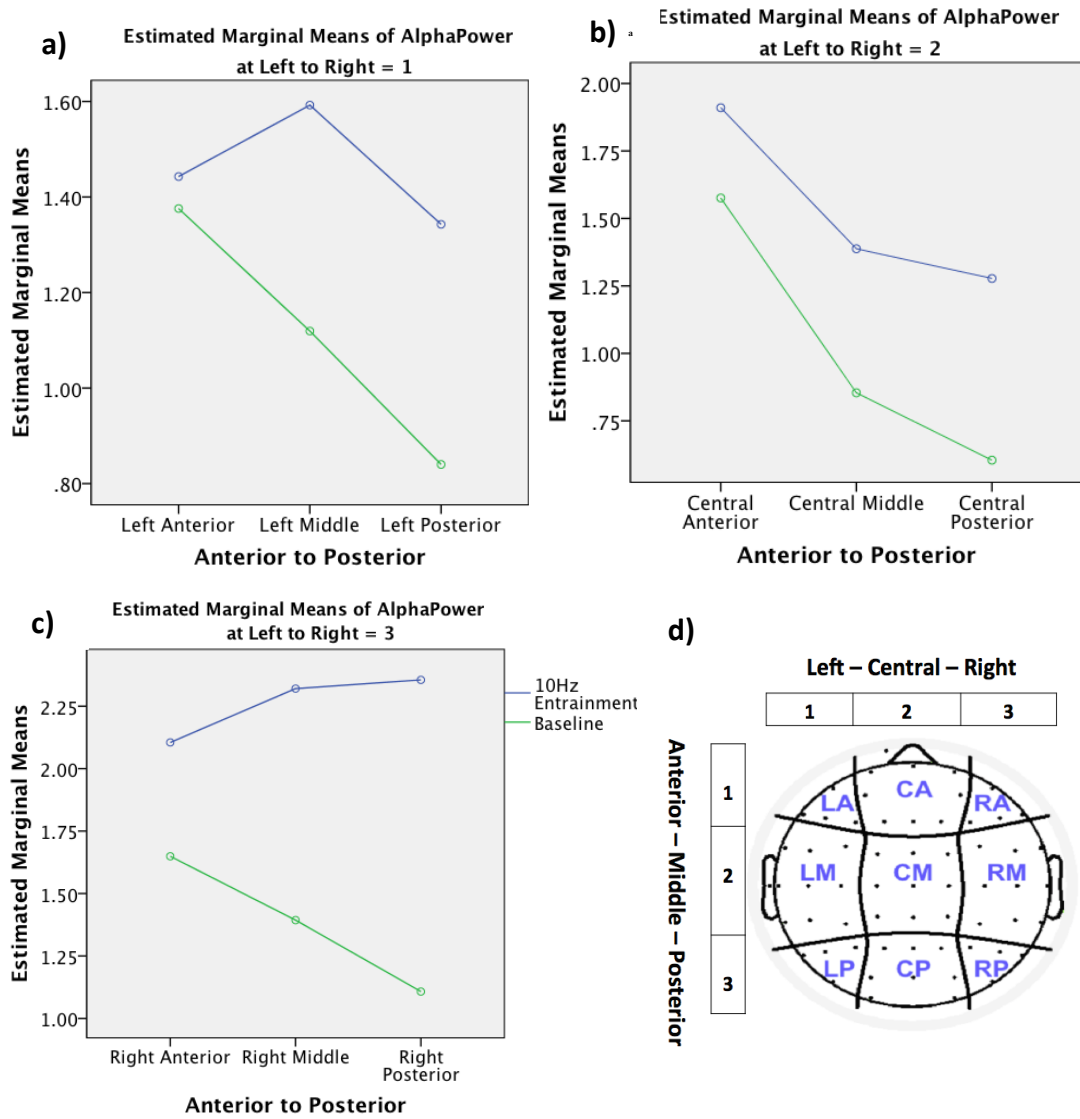 a)
Estimated Marginal Means of AlphaPower
at Left to Right = 1
Estimated Marginal Means
1.60
1.40
1.20
1.00
.80
Left Anterior
Left Middle
Left Posterior
Anterior to Posterior
b)
a
Estimated Marginal Means of AlphaPower
at Left to Right = 2
Estimated Marginal Means
2.00
1.75
1.50
1.25
1.00
.75
Central
Anterior
Central Middle
Central
Posterior
Anterior to Posterior
c)
Estimated Marginal Means of AlphaPower
at Left to Right = 3
Estimated Marginal Means
2.25
2.00
1.75
1.50
1.25
1.00
Right Anterior
Right Middle
Right
Posterior
Anterior to Posterior
10Hz
Entrainment
Baseline
d)
Left – Central – Right
1 2 3
Anterior – Middle – Posterior
1
2
3
LA CA RA
LM CM RM
LP CP RP